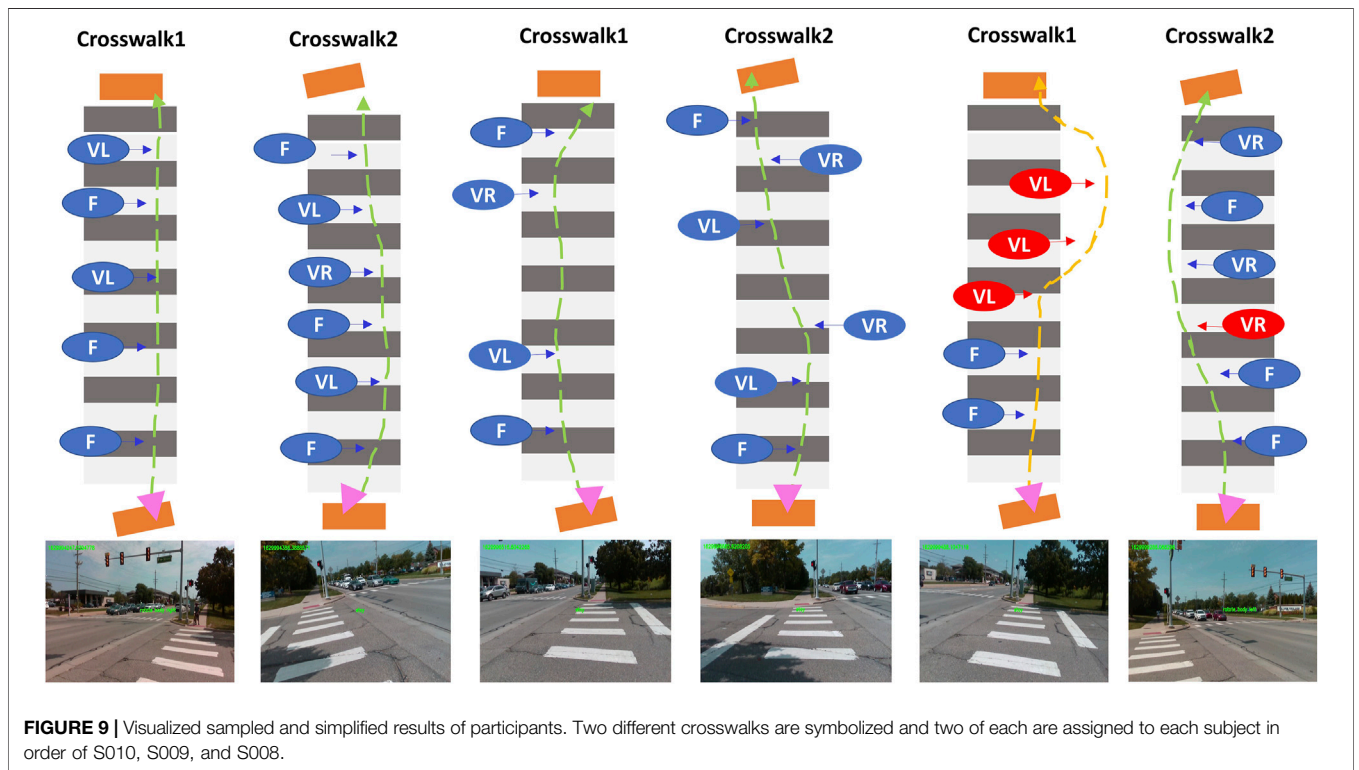 Crosswalk1
Crosswalk2
Crosswalk1
Crosswalk2
Crosswalk1
Crosswalk2
VL
F
VL
F
F
F
VL
VR
F
VL
F
F
VR
VL
F
F
VR
VL
VR
VL
F
VL
VL
VL
F
F
VR
F
VR
VR
F
F
FIGURE 9 | Visualized sampled and simplified results of participants. Two different crosswalks are symbolized and two of each are assigned to each subject in
order of S010, S009, and S008.